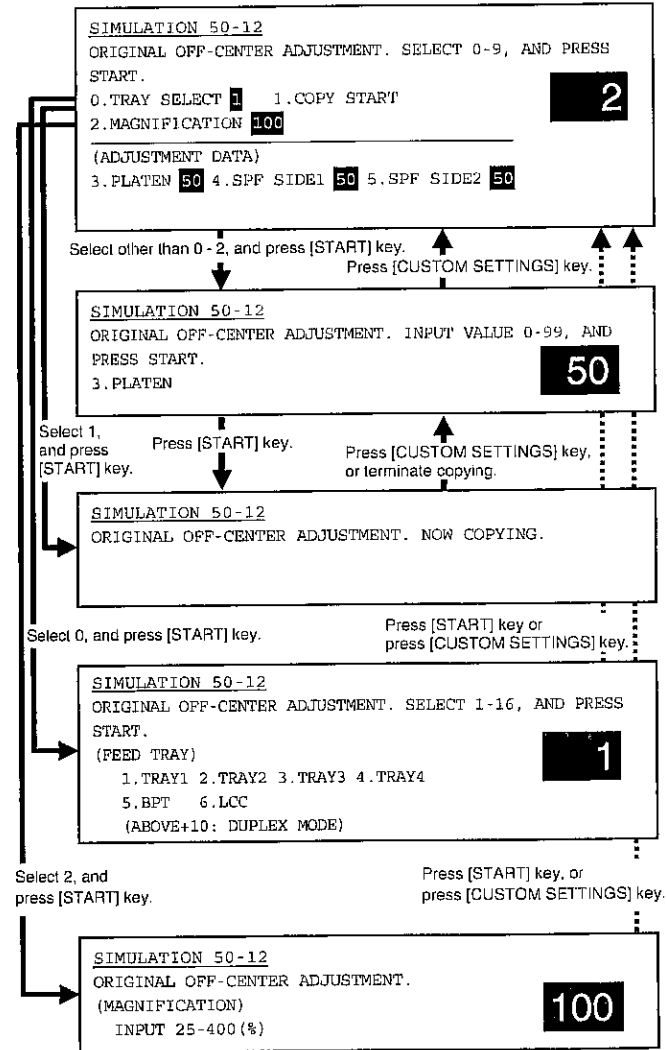 SIMULATION 50-12
ORIGINAL OFF-CENTER ADJUSTMENT. SELECT 0-9, AND PRESS
START.
0.TRAY SELECT 1 1.COPY START
2
2.MAGNIFICATION 100
(ADJUSTMENT DATA)
3.PLATEN 50 4.SPF SIDE1 50 5.SPF SIDE2 50
Select other than 0 - 2, and press [START] key.
Press [CUSTOM SETTINGS] key.
SIMULATION 50-12
ORIGINAL OFF-CENTER ADJUSTMENT. INPUT VALUE 0-99, AND
PRESS START.
3.PLATEN
50
Select 1,
and press
[START] key.
Press [START] key.
Press [CUSTOM SETTINGS] key,
or terminate copying.
SIMULATION 50-12
ORIGINAL OFF-CENTER ADJUSTMENT. NOW COPYING.
Select 0, and press [START] key.
Press [START] key or
press [CUSTOM SETTINGS] key.
SIMULATION 50-12
ORIGINAL OFF-CENTER ADJUSTMENT. SELECT 1-16, AND PRESS
START.
(FEED TRAY)
1
1.TRAY1 2.TRAY2 3.TRAY3 4.TRAY4
5.BPT 6.LCC
(ABOVE+10: DUPLEX MODE)
Select 2, and
press [START] key.
Press [START] key, or
press [CUSTOM SETTINGS] key.
SIMULATION 50-12
ORIGINAL OFF-CENTER ADJUSTMENT.
(MAGNIFICATION)
INPUT 25-400(%)
100